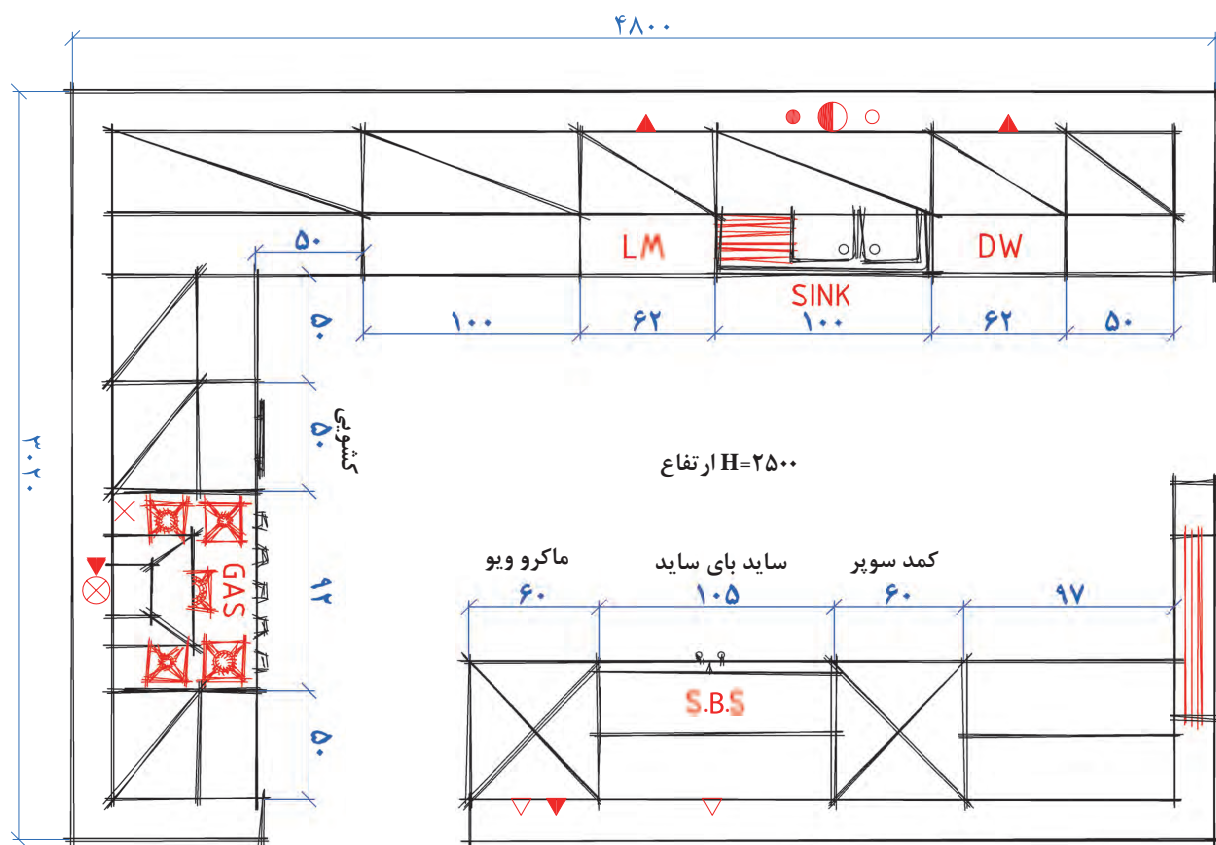 ۴۸۰۰
LM
DW
SINK
۵۰
۱۰۰
۶۲
۱۰۰
۶۲
۵۰
۵۰
۵۰
کشویی
۳۰۲۰
ارتفاع H=۲۵۰۰
GAS
۹۲
۵۰
ماکرو ویو
ساید بای ساید
کمد سوپر
۶۰
۱۰۵
۶۰
۹۷
S.B.S